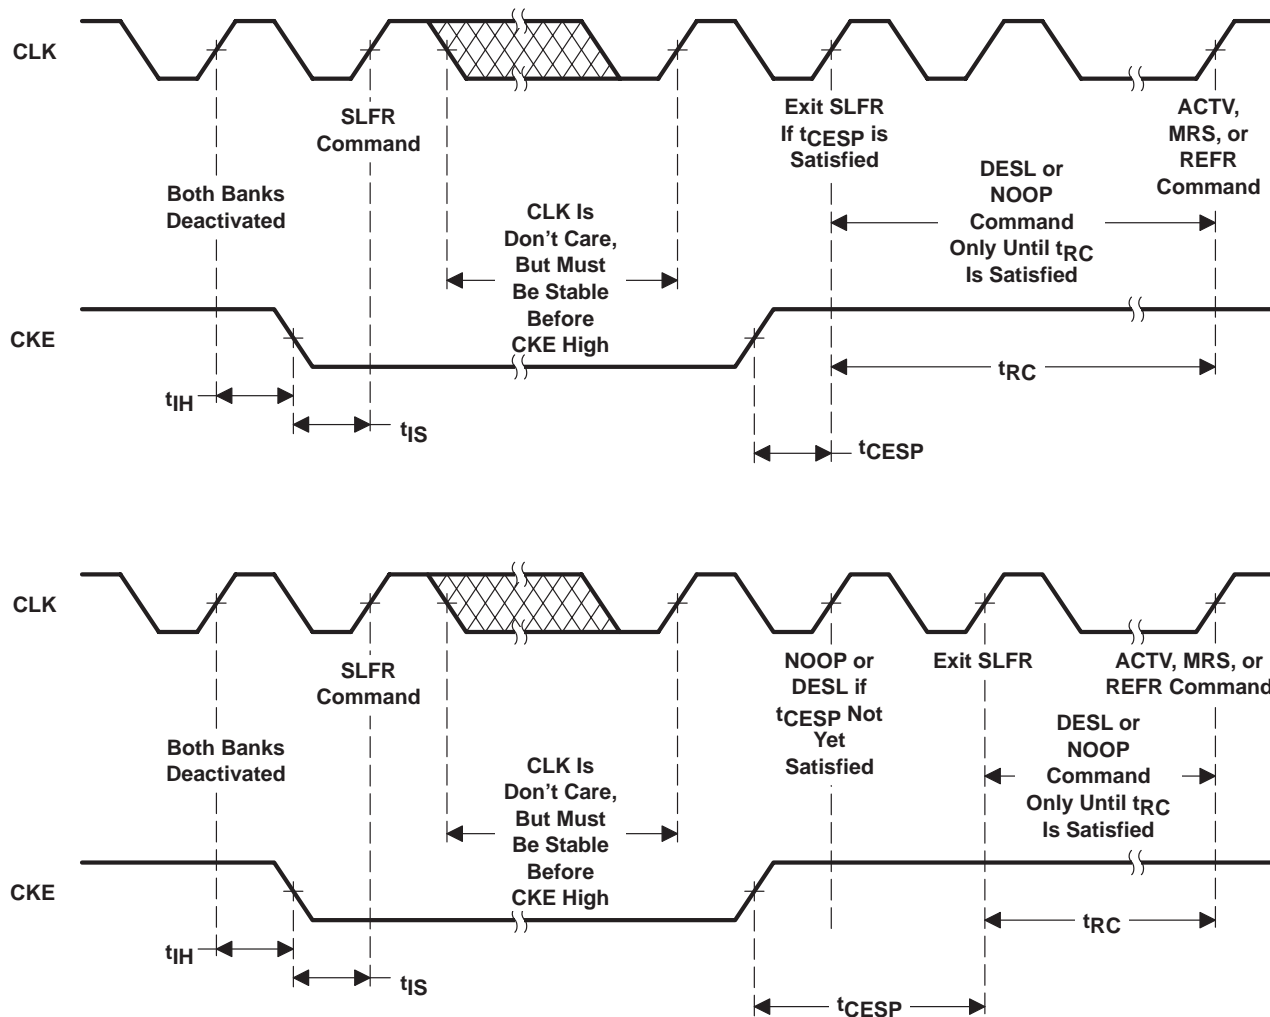 CLK
SLFR
Command
Exit SLFR
If tCESP is
Satisfied
ACTV,
MRS, or
REFR
Command
Both Banks
Deactivated
DESL or
NOOP
Command
Only Until tRC
Is Satisfied
CLK Is
Don't Care,
But Must
Be Stable
Before
CKE High
CKE
tIH
tIS
tRC
tCESP
CLK
SLFR
Command
NOOP or
DESL if
tCESP Not
Yet
Satisfied
Exit SLFR
ACTV, MRS, or
REFR Command
Both Banks
Deactivated
DESL or
NOOP
Command
Only Until tRC
Is Satisfied
CLK Is
Don't Care,
But Must
Be Stable
Before
CKE High
CKE
tIH
tIS
tRC
tCESP